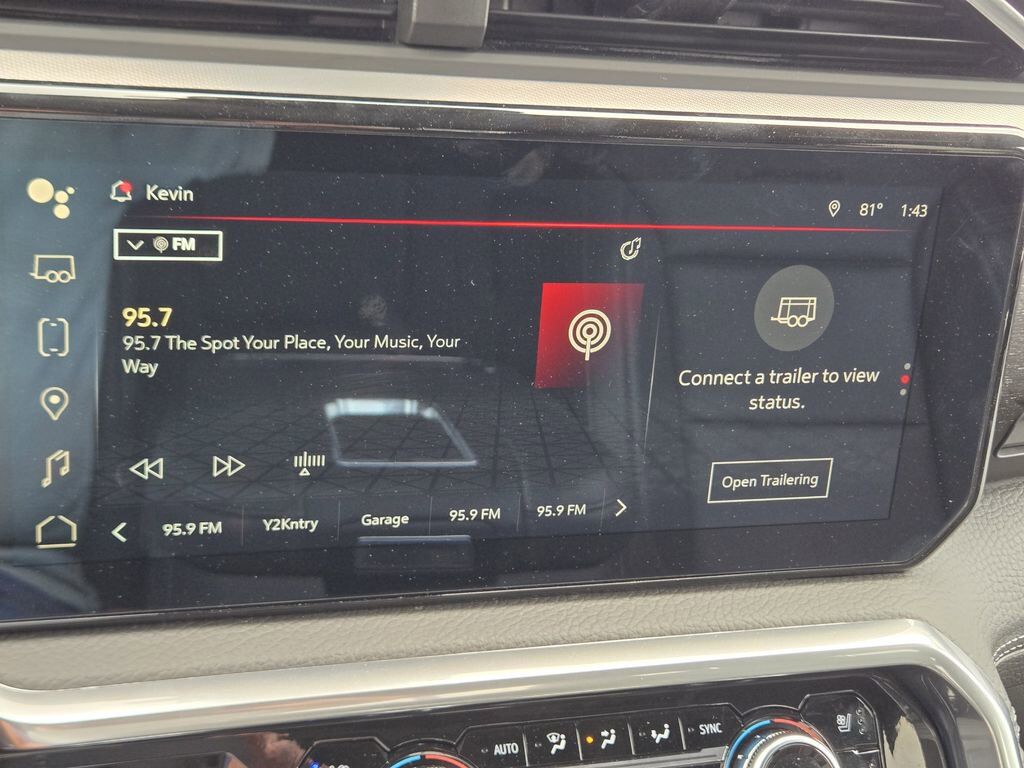 Kevin
81° 1:43
FM
95.7
95.7 The Spot Your Place, Your Music, Your
Way
Connect a trailer to view
status.
Open Trailering
95.9 FM Y2Kntry Garage 95.9 FM 95.9 FM
AUTO SYNC